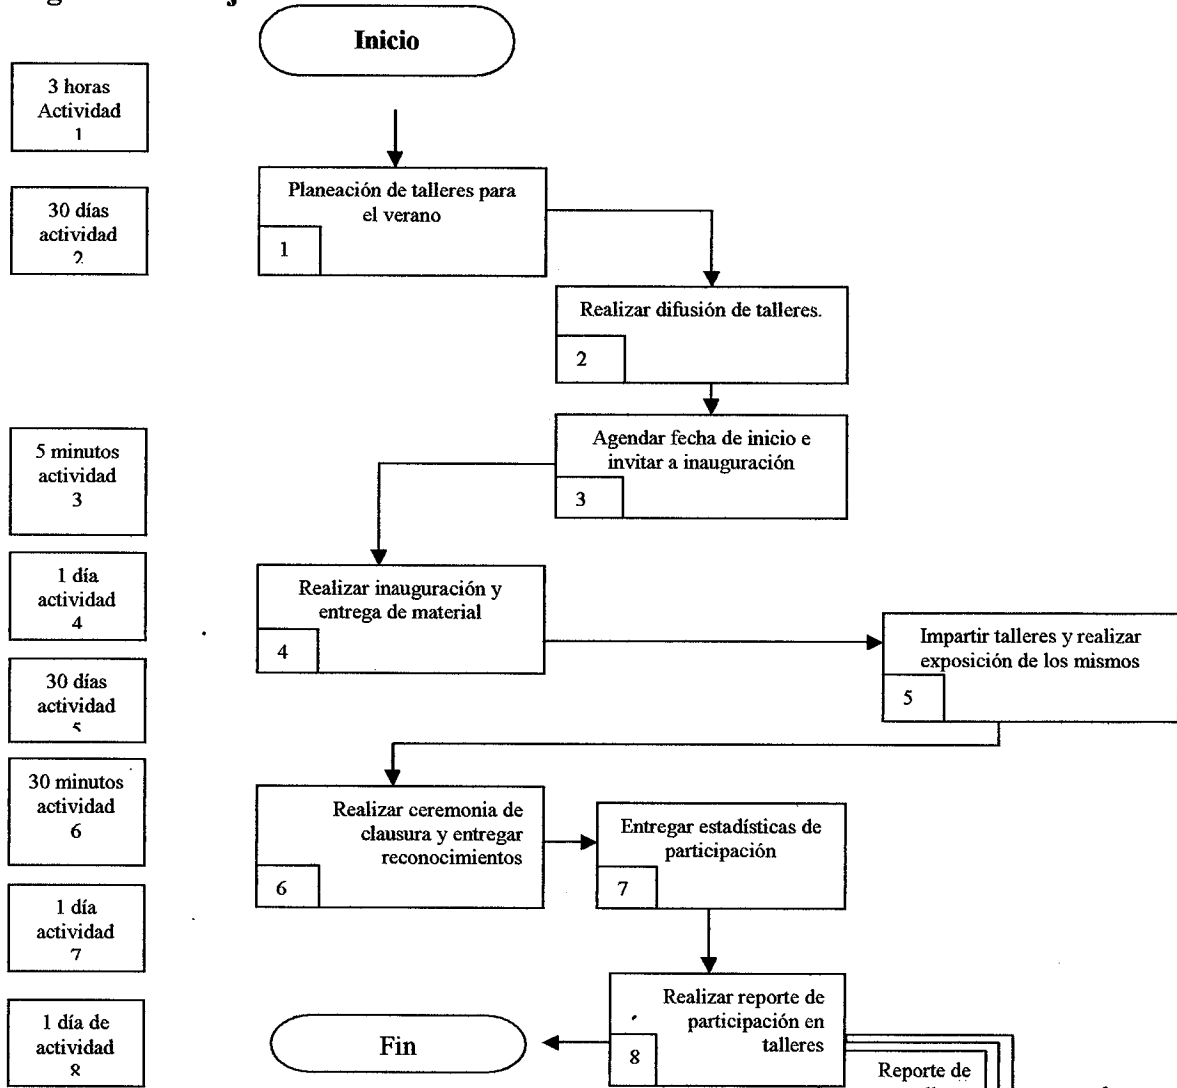 Inicio
3 horas
Actividad
1
30 días
actividad
2
Planeación de talleres para
el verano
1
Realizar difusión de talleres.
2
Agendar fecha de inicio e
invitar a inauguración
3
5 minutos
actividad
3
1 día
actividad
4
Realizar inauguración y
entrega de material
4
Impartir talleres y realizar
exposición de los mismos
5
30 días
actividad
5
30 minutos
actividad
6
Realizar ceremonia de
clausura y entregar
reconocimientos
6
Entregar estadísticas de
participación
7
1 día
actividad
7
Realizar reporte de
participación en
talleres
8
1 día de
actividad
8
Fin
Reporte de